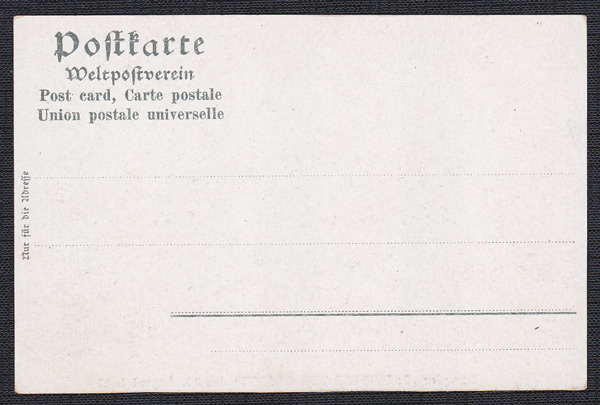 Poſtkarte
Weltpoſtverein
Post card, Carte postale
Union postale universelle
Nur für die Adreſſe